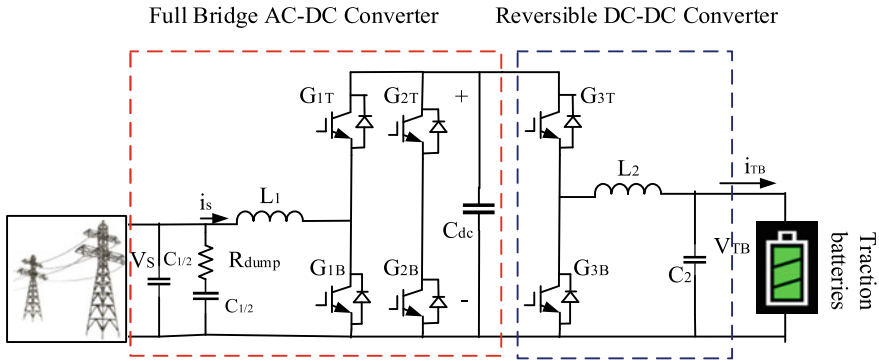 Full Bridge AC-DC Converter
Reversible DC-DC Converter
G1T
G2T
+
G3T
iS
L1
L2
iTB
VS
C1/2
Rdump
Cdc
C1/2
G1B
G2B
-
G3B
C2
VTB
Traction
batteries